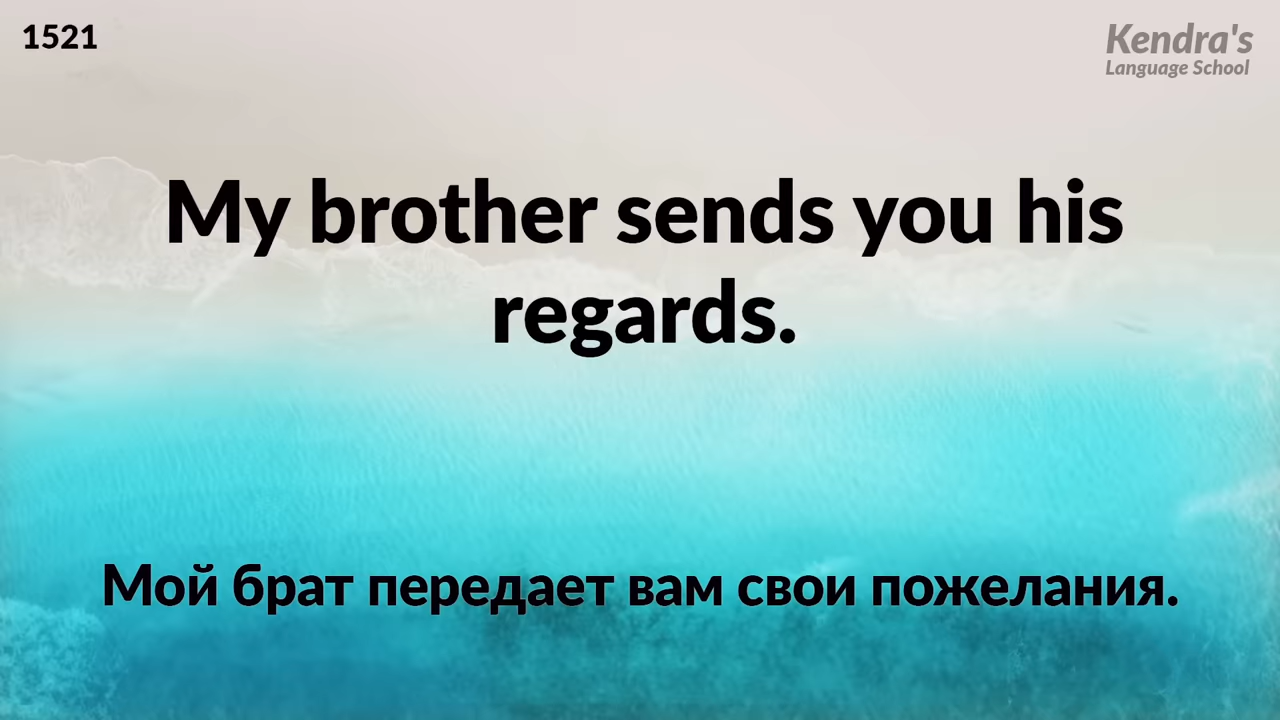 1521
Kendra's
Language School
My brother sends you his
regards.
Мой брат передает вам свои пожелания.